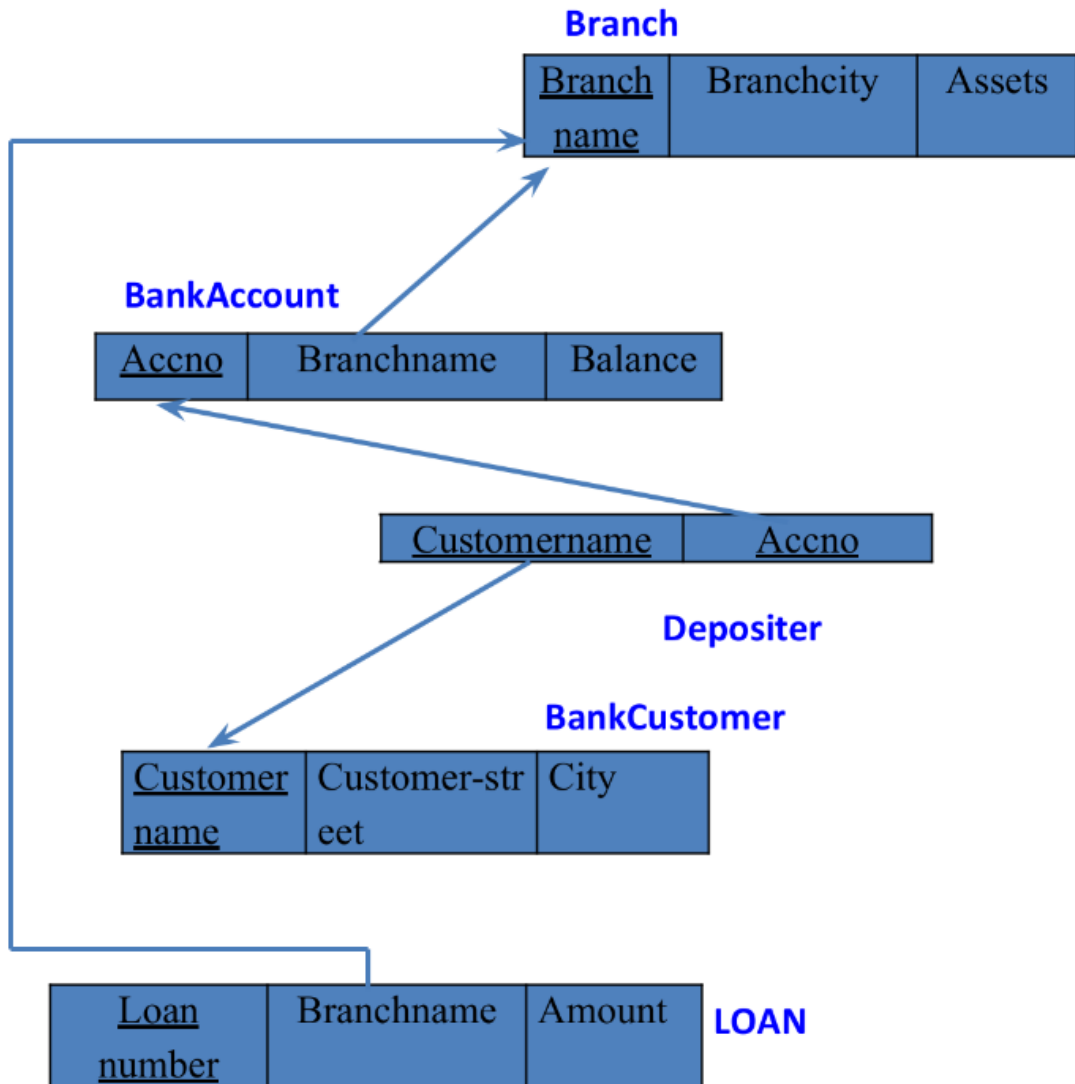 Branch
Branch Branchcity Assets
name
BankAccount
Accno Branchname Balance
Customername Accno
Depositer
BankCustomer
Customer Customer-str City
name eet
Loan Branchname Amount
number
LOAN